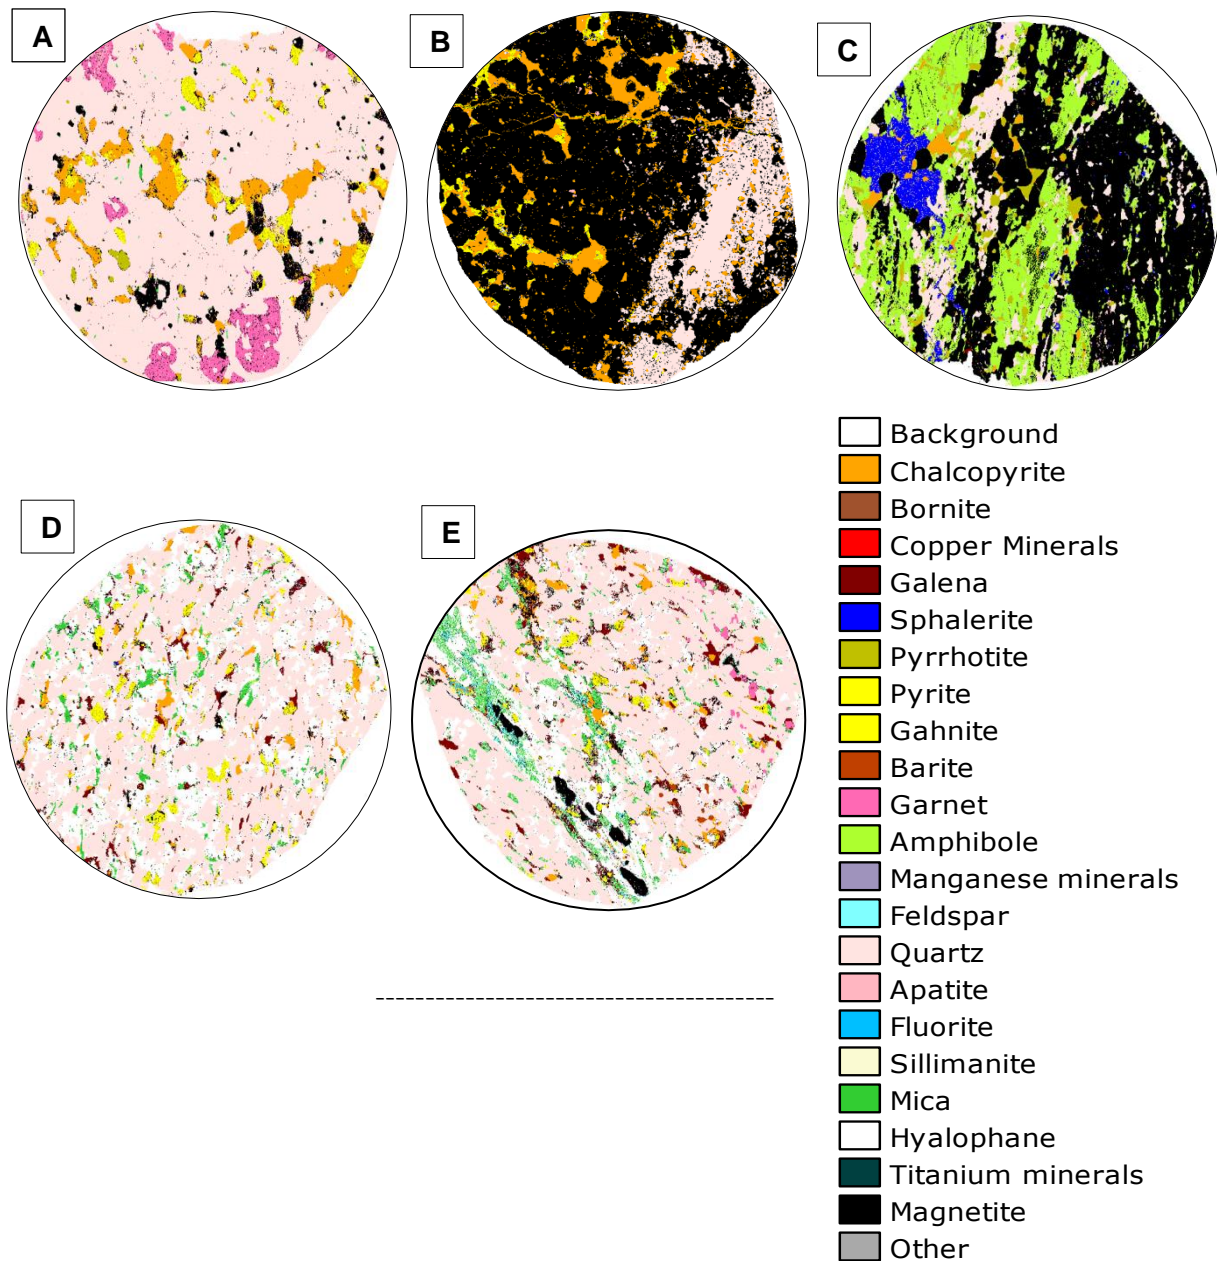 A
B
C
D
E
Background
Chalcopyrite
Bornite
Copper Minerals
Galena
Sphalerite
Pyrrhotite
Pyrite
Gahnite
Barite
Garnet
Amphibole
Manganese minerals
Feldspar
Quartz
Apatite
Fluorite
Sillimanite
Mica
Hyalophane
Titanium minerals
Magnetite
Other